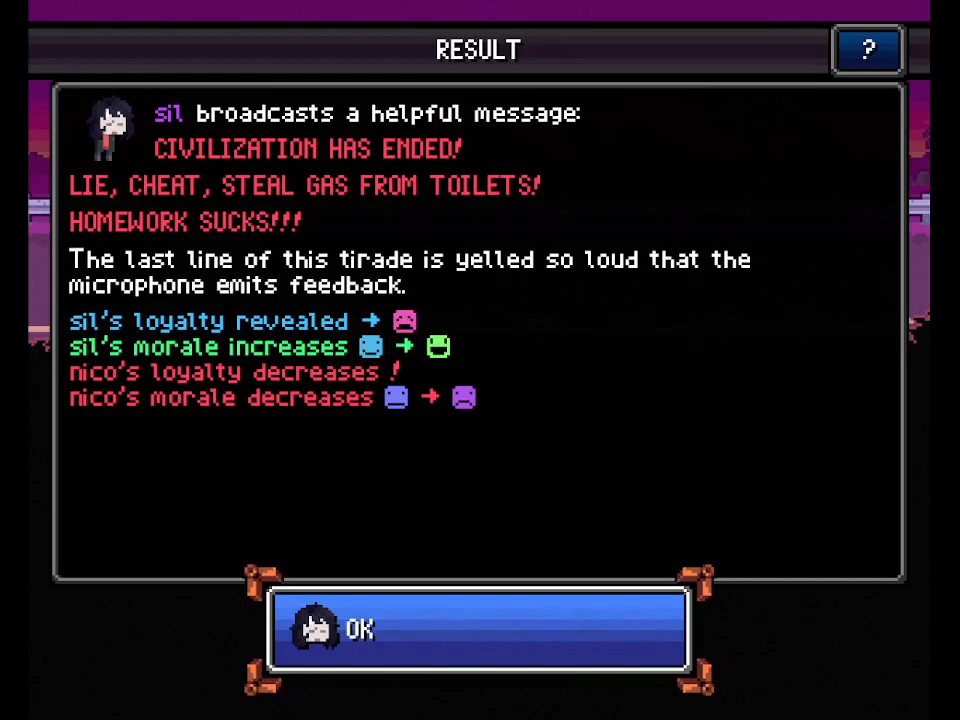 RESULT
?
sil broadcasts a helpful message:
CIVILIZATION HAS ENDED!
LIE, CHEAT, STEAL GAS FROM TOILETS!
HOMEWORK SUCKS!!!
The last line of this tirade is yelled so loud that the
microphone emits feedback.
sil's loyalty revealed →
sil's morale increases →
nico's loyalty decreases !
nico's morale decreases →
OK